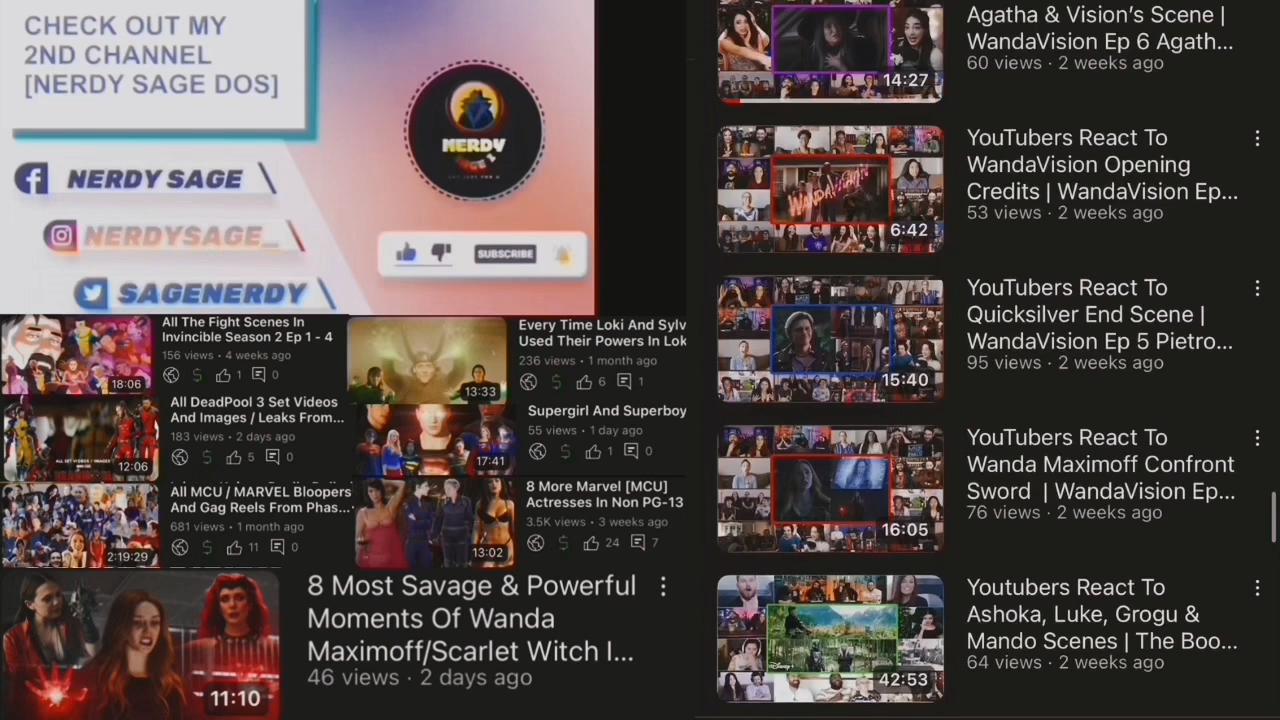 CHECK OUT MY
2ND CHANNEL
[NERDY SAGE DOS]
NERDY SAGE
NERDYSAGE_
SAGENERDY
NERDY
SUBSCRIBE
All The Fight Scenes In
Invincible Season 2 Ep 1 - 4
156 views • 4 weeks ago
1
0
18:06
All DeadPool 3 Set Videos
And Images / Leaks From...
183 views • 2 days ago
5
0
12:06
All MCU / MARVEL Bloopers
And Gag Reels From Phas...
681 views • 1 month ago
11
0
2:19:29
Every Time Loki And Sylv
Used Their Powers In Lok
236 views • 1 month ago
6
1
13:33
Supergirl And Superboy
55 views • 1 day ago
1
0
17:41
8 More Marvel [MCU]
Actresses In Non PG-13
3.5K views • 3 weeks ago
24
7
13:02
8 Most Savage & Powerful
Moments Of Wanda
Maximoff/Scarlet Witch I...
46 views · 2 days ago
11:10
Agatha & Vision's Scene |
WandaVision Ep 6 Agath...
60 views · 2 weeks ago
14:27
YouTubers React To
WandaVision Opening
Credits | WandaVision Ep...
53 views · 2 weeks ago
WANDAVISION
6:42
YouTubers React To
Quicksilver End Scene |
WandaVision Ep 5 Pietro...
95 views · 2 weeks ago
15:40
YouTubers React To
Wanda Maximoff Confront
Sword | WandaVision Ep...
76 views · 2 weeks ago
16:05
Youtubers React To
Ashoka, Luke, Grogu &
Mando Scenes | The Boo...
64 views · 2 weeks ago
Disney+
42:53